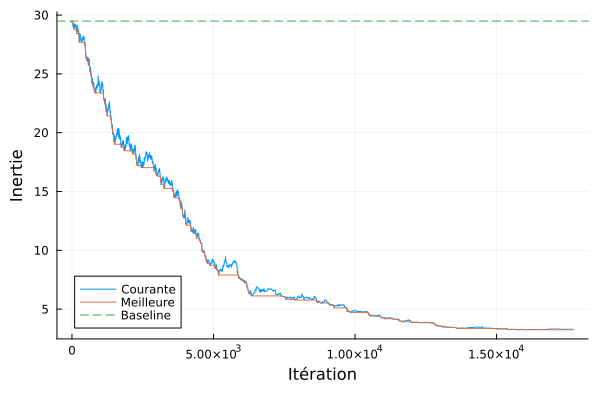 30
25
20
15
10
5
Inertie
Courante
Meilleure
Baseline
0
5.00×10³
1.00×10⁴
1.50×10⁴
Itération